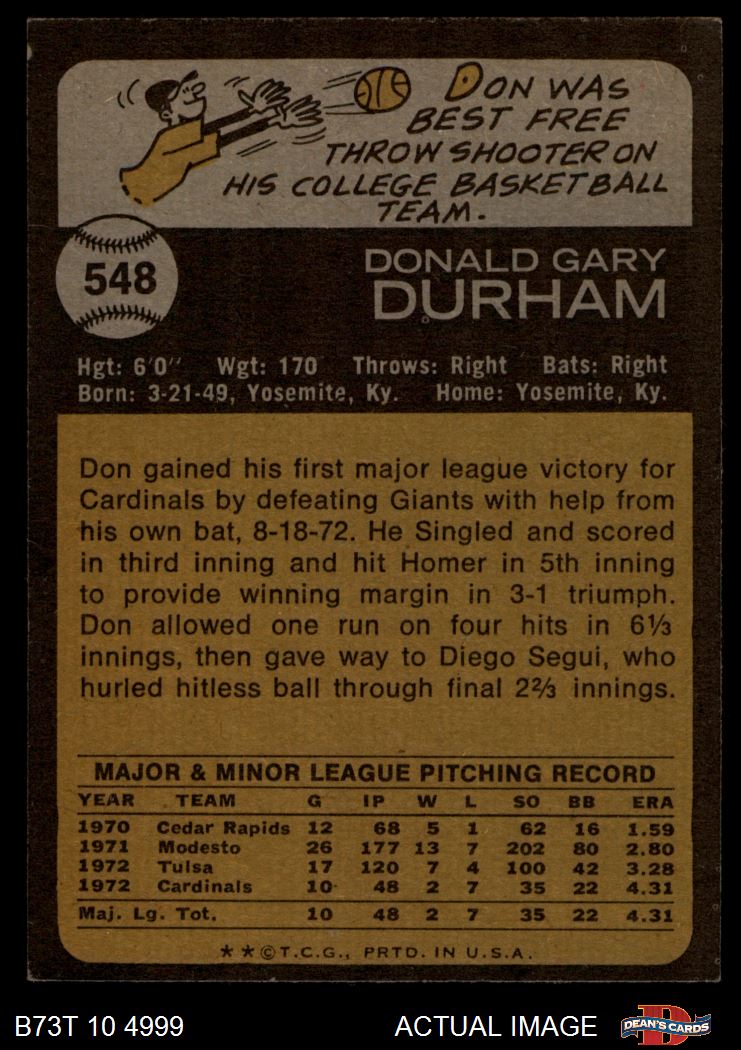 DON WAS
BEST FREE
THROW SHOOTER ON
HIS COLLEGE BASKETBALL
TEAM.
548
DONALD GARY
DURHAM
Hgt: 6'0" Wgt: 170 Throws: Right Bats: Right
Born: 3-21-49, Yosemite, Ky. Home: Yosemite, Ky.
Don gained his first major league victory for
Cardinals by defeating Giants with help from
his own bat, 8-18-72. He Singled and scored
in third inning and hit Homer in 5th inning
to provide winning margin in 3-1 triumph.
Don allowed one run on four hits in 6⅓
innings, then gave way to Diego Segui, who
hurled hitless ball through final 2⅔ innings.
MAJOR & MINOR LEAGUE PITCHING RECORD
YEAR TEAM G IP W L SO BB ERA
1970 Cedar Rapids 12 68 5 1 62 16 1.59
1971 Modesto 26 177 13 7 202 80 2.80
1972 Tulsa 17 120 7 4 100 42 3.28
1972 Cardinals 10 48 2 7 35 22 4.31
Maj. Lg. Tot. 10 48 2 7 35 22 4.31
★★©T.C.G., PRTD. IN U.S.A.
B73T 10 4999 ACTUAL IMAGE D DEAN'S CARDS